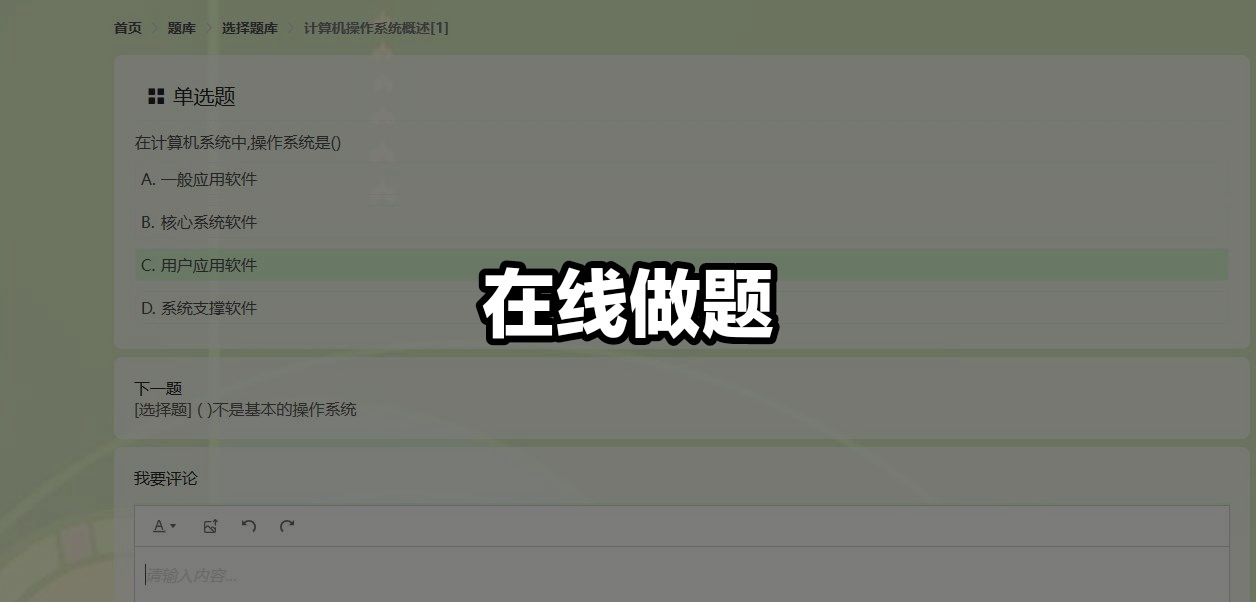 首页 > 题库 > 选择题库 > 计算机操作系统概述[1]
单选题
在计算机系统中,操作系统是()
A. 一般应用软件
B. 核心系统软件
C. 用户应用软件
在线做题
D. 系统支撑软件
下一题
[选择题] ( )不是基本的操作系统
我要评论
A
请输入内容...